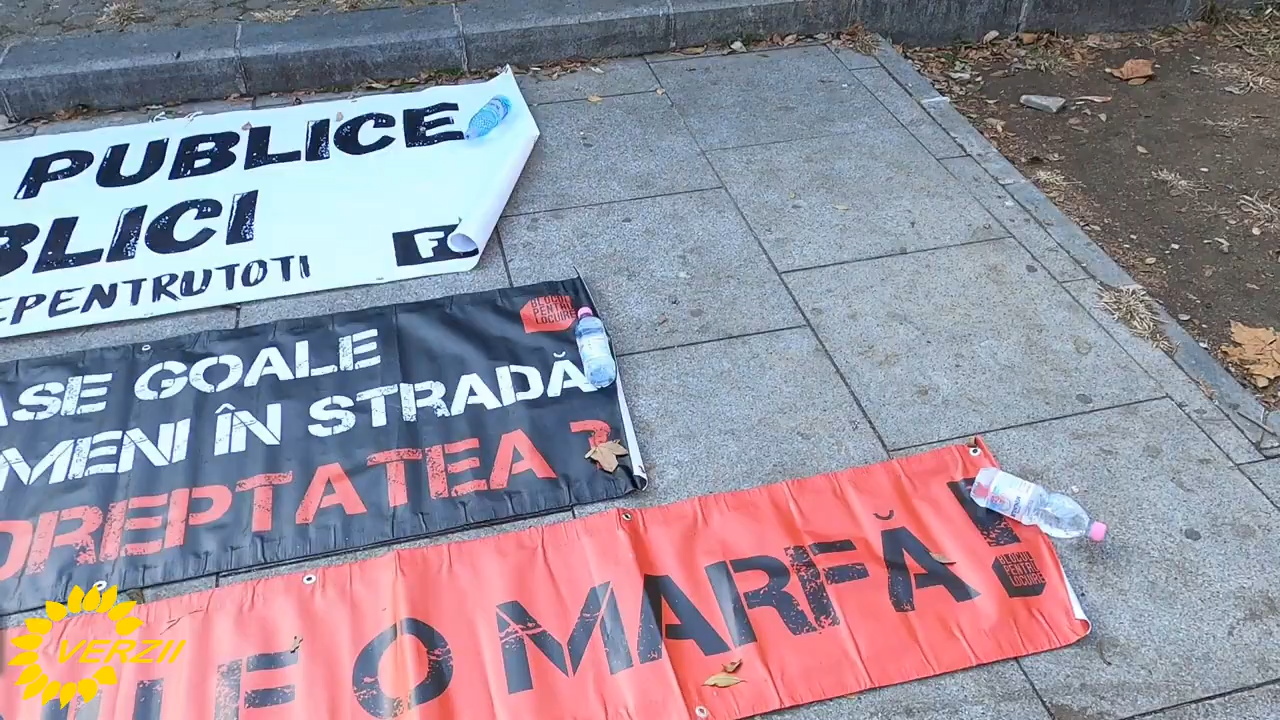 PUBLICE
BLICI
EPENTRUTOTI
BLOCUL
PENTRU
LOCUIRE
ASE GOALE
MENI ÎN STRADĂ
DREPTATEA ?
E O MARFĂ!
BLOCUL
PENTRU
LOCUIRE
VERZII